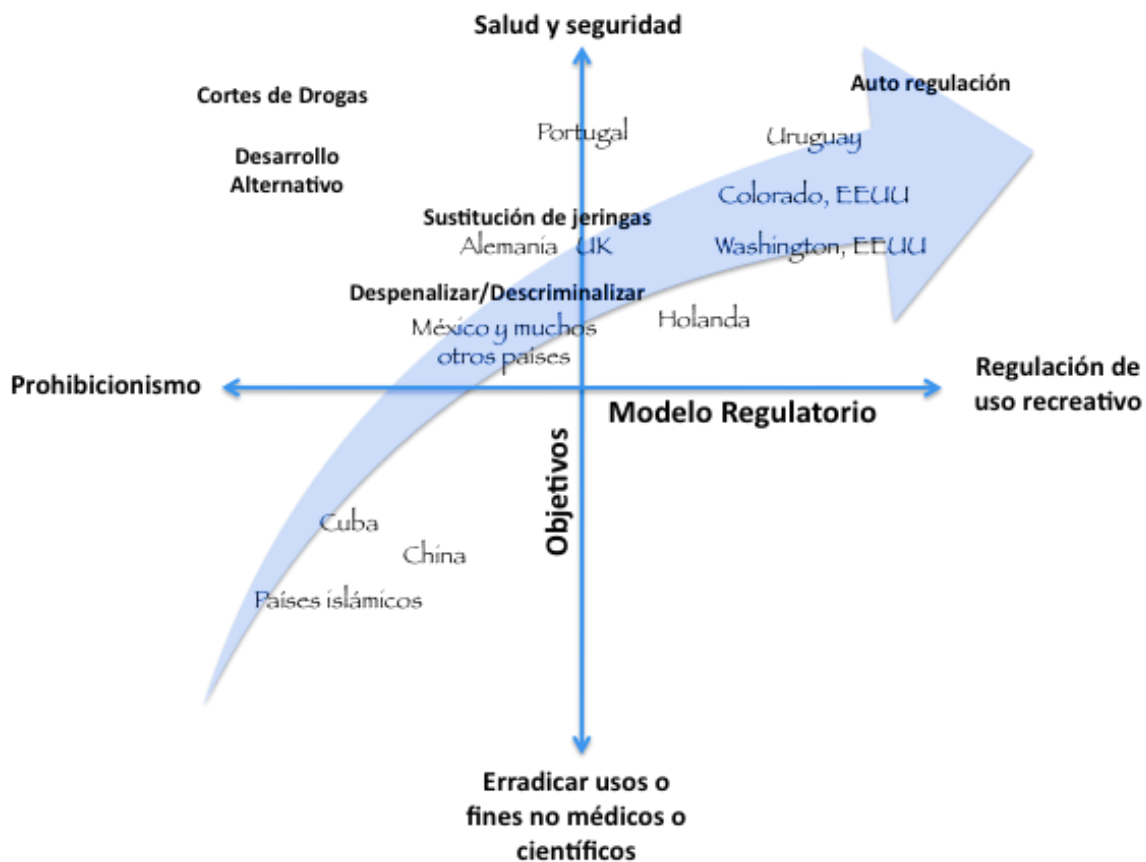 Salud y seguridad
Cortes de Drogas
Auto regulación
Portugal
Uruguay
Desarrollo
Alternativo
Colorado, EEUU
Sustitución de jeringas
Alemania
UK
Washington, EEUU
Despenalizar/Descriminalizar
México y muchos
otros países
Holanda
Prohibicionismo
Regulación de
uso recreativo
Modelo Regulatorio
Objetivos
Cuba
China
Países islámicos
Erradicar usos o
fines no médicos o
científicos